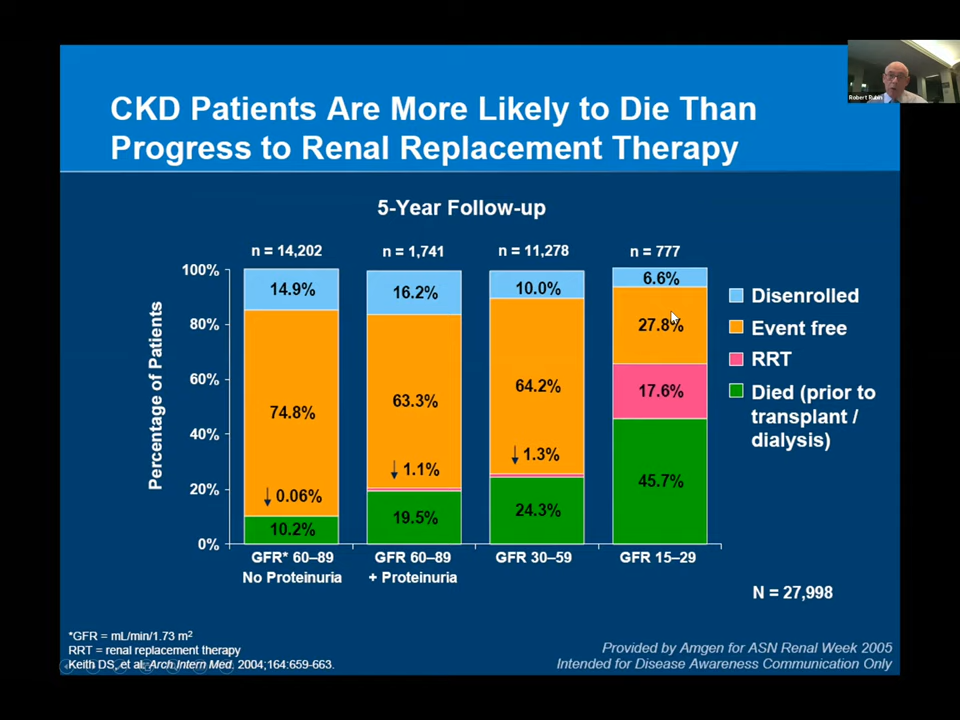 CKD Patients Are More Likely to Die Than
Progress to Renal Replacement Therapy
Robert Rubin
5-Year Follow-up
n = 14,202
n = 1,741
n = 11,278
n = 777
Percentage of Patients
100%
80%
60%
40%
20%
0%
14.9%
74.8%
0.06%
10.2%
16.2%
63.3%
1.1%
19.5%
10.0%
64.2%
1.3%
24.3%
6.6%
27.8%
17.6%
45.7%
GFR* 60–89
No Proteinuria
GFR 60–89
+ Proteinuria
GFR 30–59
GFR 15–29
Disenrolled
Event free
RRT
Died (prior to
transplant /
dialysis)
N = 27,998
*GFR = mL/min/1.73 m²
RRT = renal replacement therapy
Keith DS, et al. Arch Intern Med. 2004;164:659-663.
Provided by Amgen for ASN Renal Week 2005
Intended for Disease Awareness Communication Only